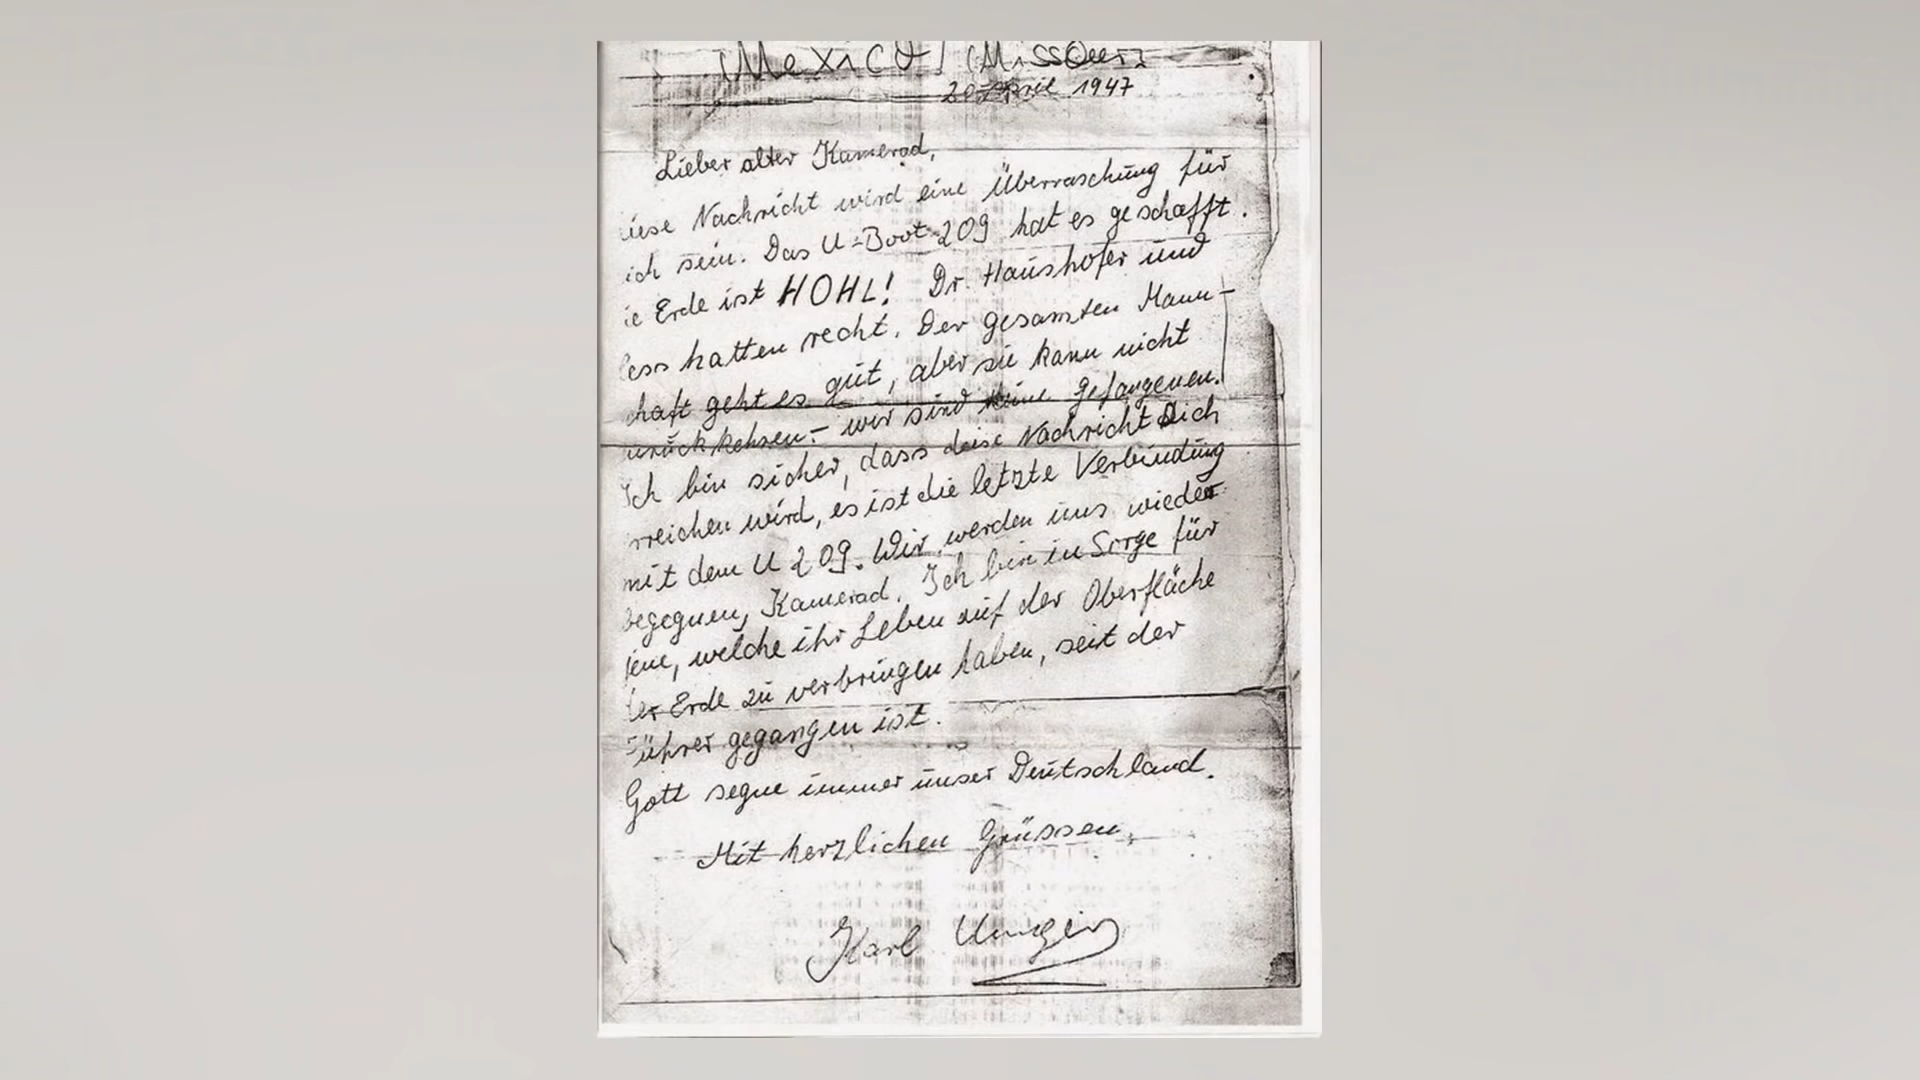 Mexico / Missouri
20 April 1947
Lieber alter Kamerad,
iese Nachricht wird eine Überraschung für
ich sein. Das U-Boot-209 hat es geschafft.
ie Erde ist HOHL! Dr. Haushofer und
ess hatten recht. Der gesamten Mann-
haft geht es gut, aber sie kann nicht
urückkehren - wir sind keine Gefangenen.
Ich bin sicher, dass deise Nachricht Dich
rreichen wird, es ist die letzte Verbindung
mit dem U 209. Wir werden uns wieder
begegnen, Kamerad. Ich bin in Sorge für
jene, welche ihr Leben auf der Oberfläche
der Erde zu verbringen haben, seit der
Führer gegangen ist.
Gott segne immer unser Deutschland.
Mit herzlichen Grüssen,
Karl Unger